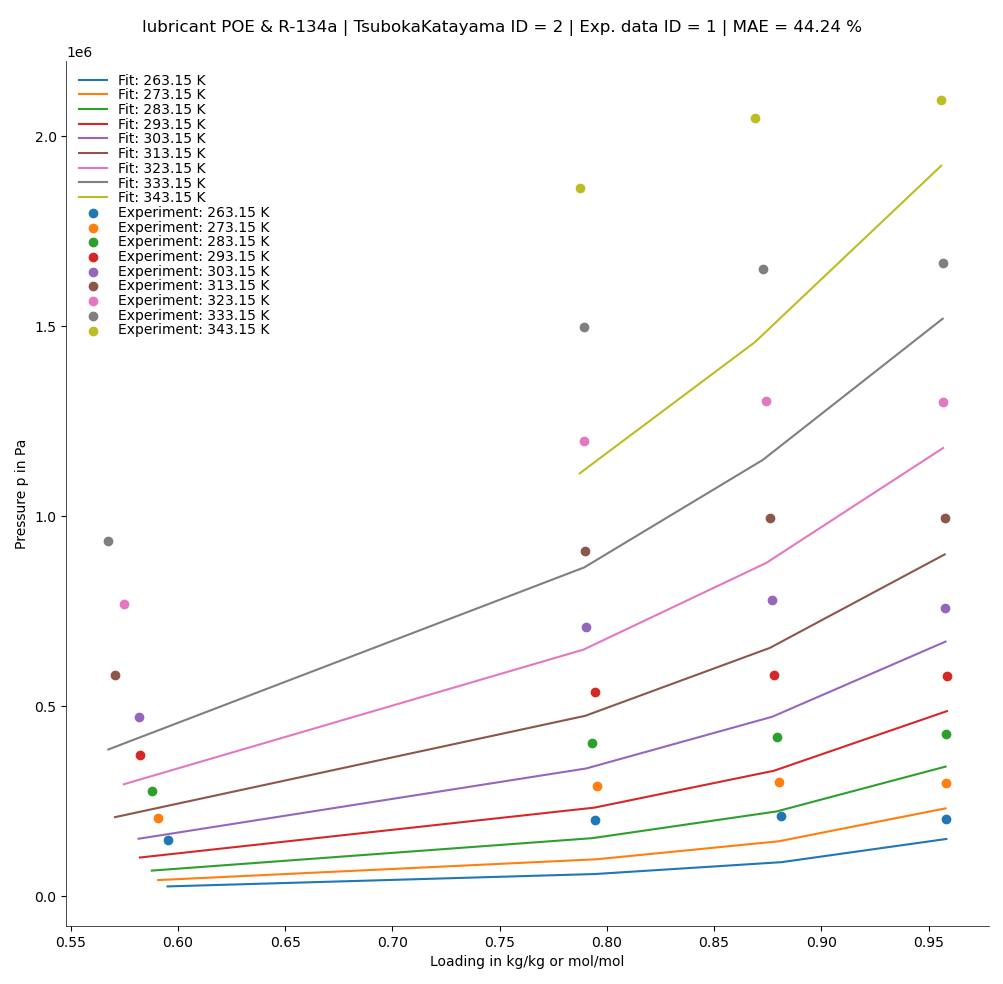 lubricant POE & R-134a | TsubokaKatayama ID = 2 | Exp. data ID = 1 | MAE = 44.24 %
1e6
Fit: 263.15 K
Fit: 273.15 K
Fit: 283.15 K
Fit: 293.15 K
Fit: 303.15 K
Fit: 313.15 K
Fit: 323.15 K
Fit: 333.15 K
Fit: 343.15 K
Experiment: 263.15 K
Experiment: 273.15 K
Experiment: 283.15 K
Experiment: 293.15 K
Experiment: 303.15 K
Experiment: 313.15 K
Experiment: 323.15 K
Experiment: 333.15 K
Experiment: 343.15 K
2.0
1.5
1.0
0.5
0.0
Pressure p in Pa
0.55 0.60 0.65 0.70 0.75 0.80 0.85 0.90 0.95
Loading in kg/kg or mol/mol